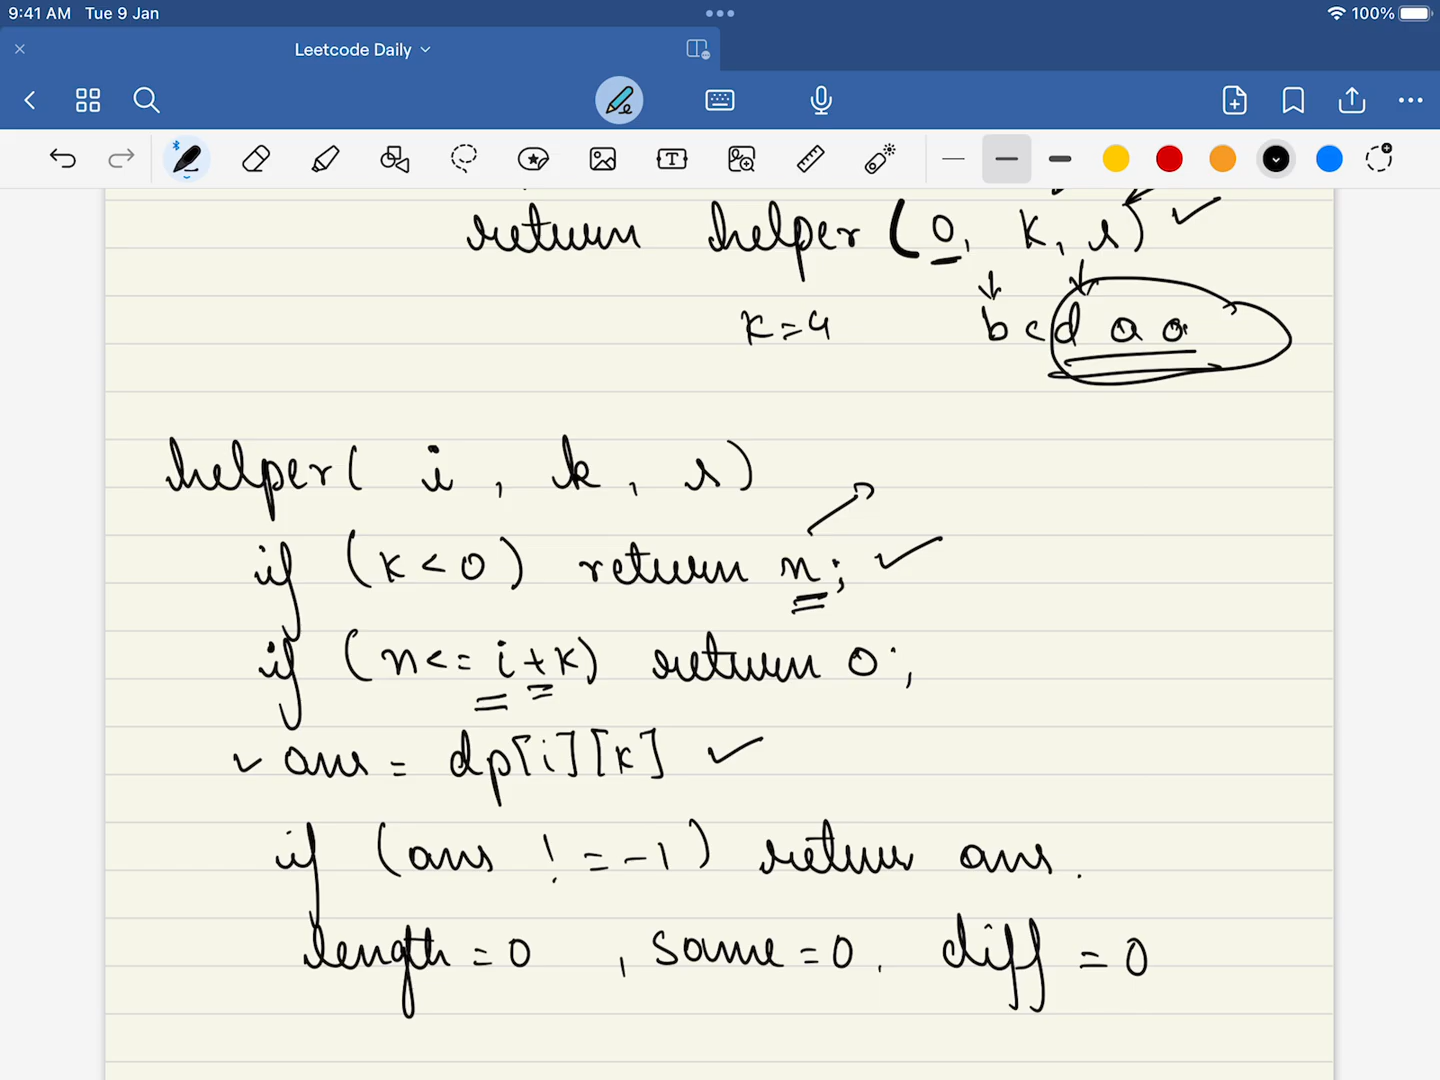 9:41 AM Tue 9 Jan 100%
Leetcode Daily
return helper (0, k, s)
k=4 b c d a a
helper( i , k , s)
if (k<0) return n;
if (n<= i+k) return 0;
ans = dp[i][k]
if (ans != -1) return ans.
length=0 , same=0, diff=0